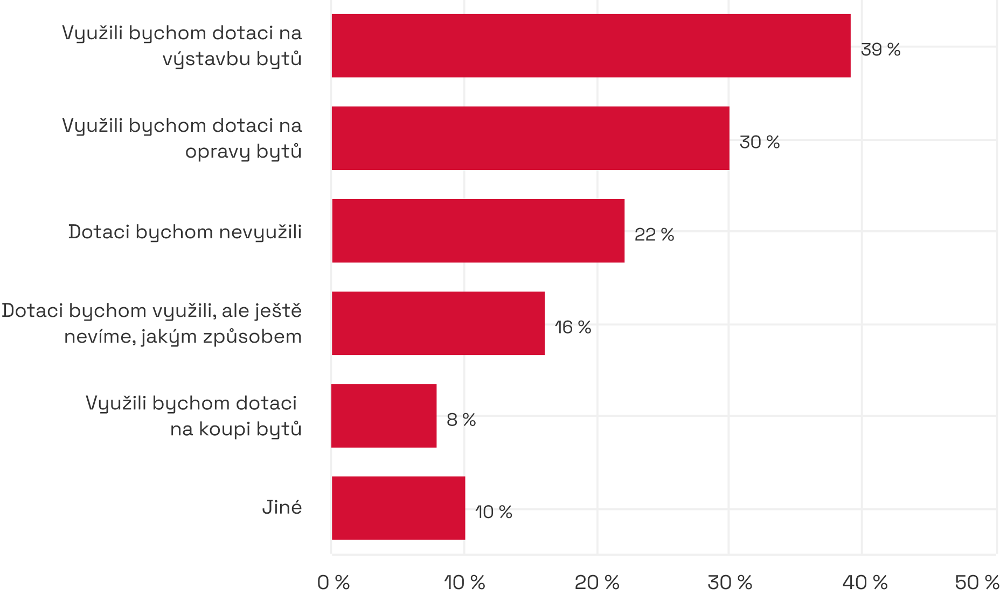 Využili bychom dotaci na
výstavbu bytů
39 %
Využili bychom dotaci na
opravy bytů
30 %
Dotaci bychom nevyužili
22 %
Dotaci bychom využili, ale ještě
nevíme, jakým způsobem
16 %
Využili bychom dotaci
na koupi bytů
8 %
Jiné
10 %
0 % 10 % 20 % 30 % 40 % 50 %